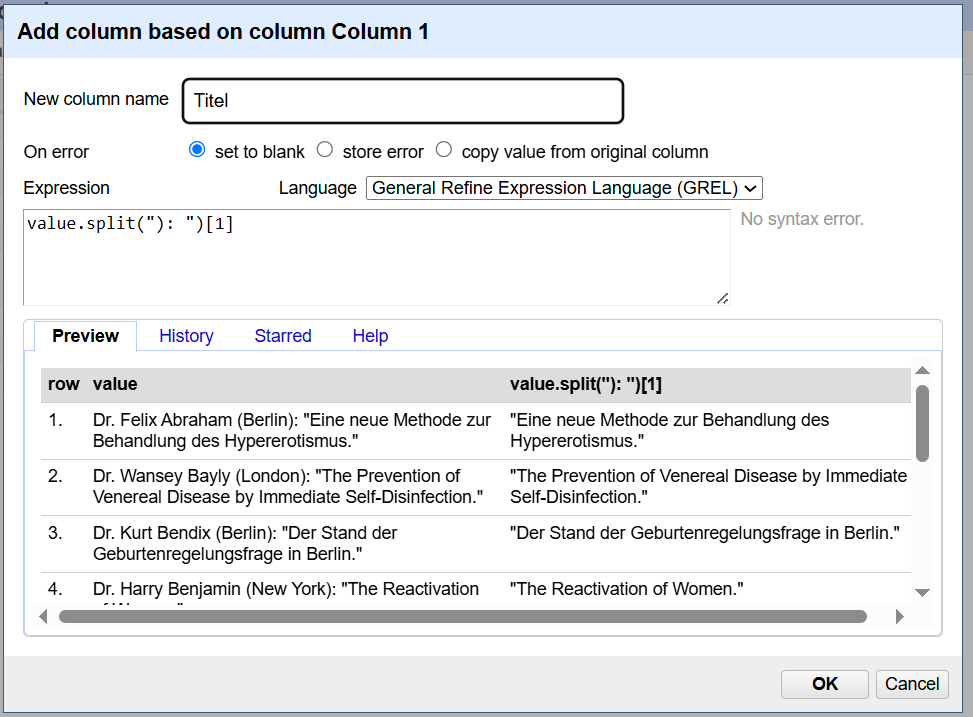 Add column based on column Column 1
New column name Titel
On error set to blank store error copy value from original column
Expression Language General Refine Expression Language (GREL)
value.split("): ")[1]
No syntax error.
Preview History Starred Help
row value value.split("): ")[1]
1. Dr. Felix Abraham (Berlin): "Eine neue Methode zur "Eine neue Methode zur Behandlung des
Behandlung des Hypererotismus." Hypererotismus."
2. Dr. Wansey Bayly (London): "The Prevention of "The Prevention of Venereal Disease by Immediate
Venereal Disease by Immediate Self-Disinfection." Self-Disinfection."
3. Dr. Kurt Bendix (Berlin): "Der Stand der "Der Stand der Geburtenregelungsfrage in Berlin."
Geburtenregelungsfrage in Berlin."
4. Dr. Harry Benjamin (New York): "The Reactivation "The Reactivation of Women."
OK Cancel